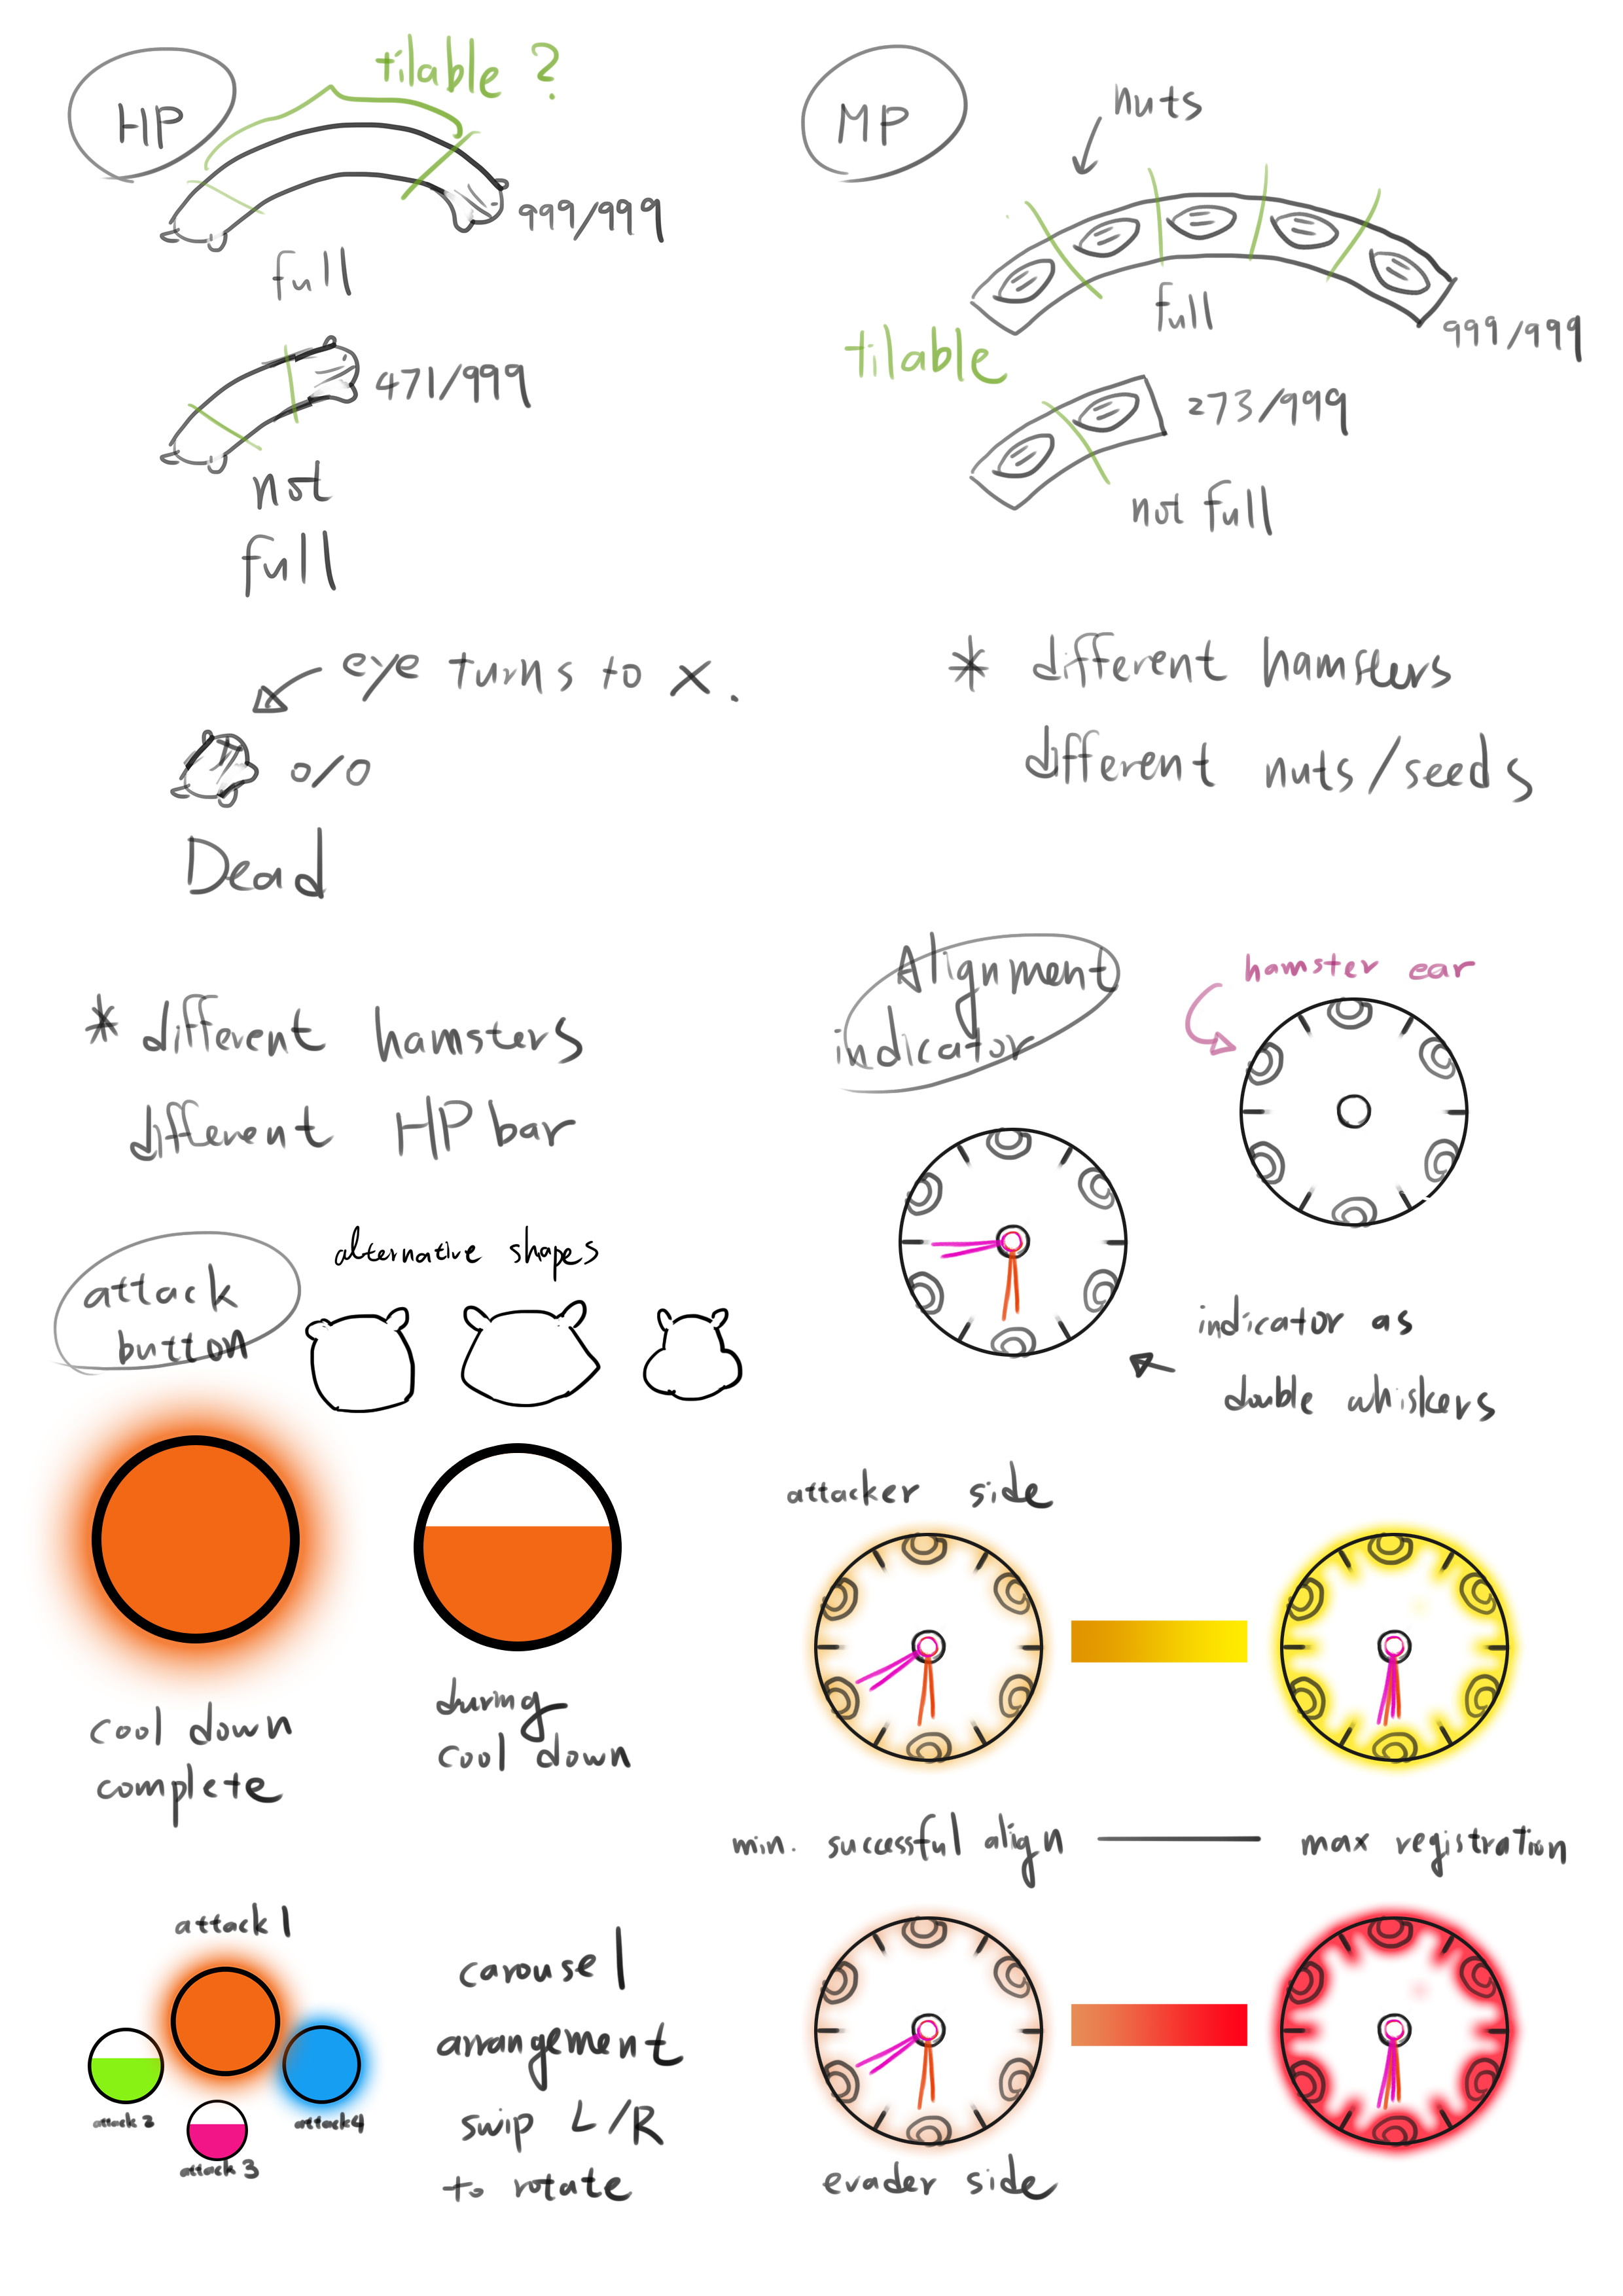 HP
tilable ?
999/999
full
471/999
not
full
eye turns to X.
0/0
Dead
* different hamsters
different HP bar
MP
nuts
full
999/999
tilable
273/999
not full
* different hamsters
different nuts/seeds
Alignment
indicator
hamster ear
indicator as
double whiskers
attack
button
alternative shapes
cool down
complete
during
cool down
attack 1
attack 2
attack 3
attack 4
carousel
arrangement
swip L/R
to rotate
attacker side
min. successful align
max registration
evader side